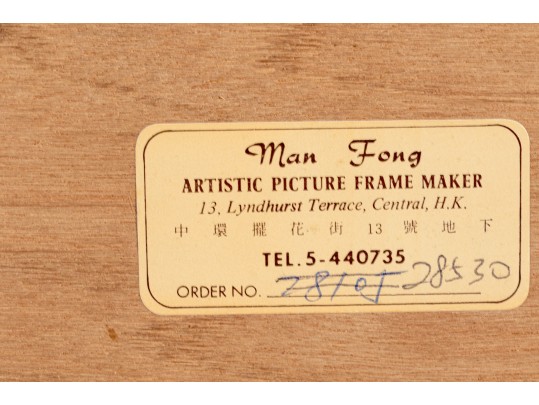 Man Fong
ARTISTIC PICTURE FRAME MAKER
13, Lyndhurst Terrace, Central, H.K.
中環擺花街13號地下
TEL. 5-440735
ORDER NO. 28105 28530